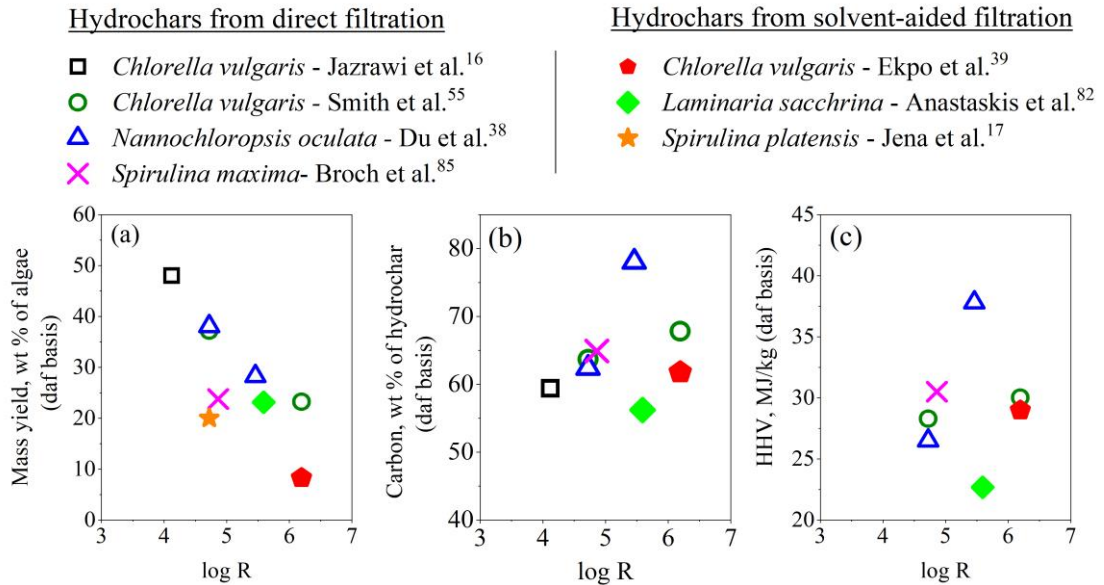 Hydrochars from direct filtration
Chlorella vulgaris - Jazrawi et al.16
Chlorella vulgaris - Smith et al.55
Nannochloropsis oculata - Du et al.38
Spirulina maxima- Broch et al.85
Hydrochars from solvent-aided filtration
Chlorella vulgaris - Ekpo et al.39
Laminaria sacchrina - Anastaskis et al.82
Spirulina platensis - Jena et al.17
(a)
Mass yield, wt % of algae
(daf basis)
60
50
40
30
20
10
0
3 4 5 6 7
log R
(b)
Carbon, wt % of hydrochar
(daf basis)
80
70
60
50
40
3 4 5 6 7
log R
(c)
HHV, MJ/kg (daf basis)
45
40
35
30
25
20
3 4 5 6 7
log R